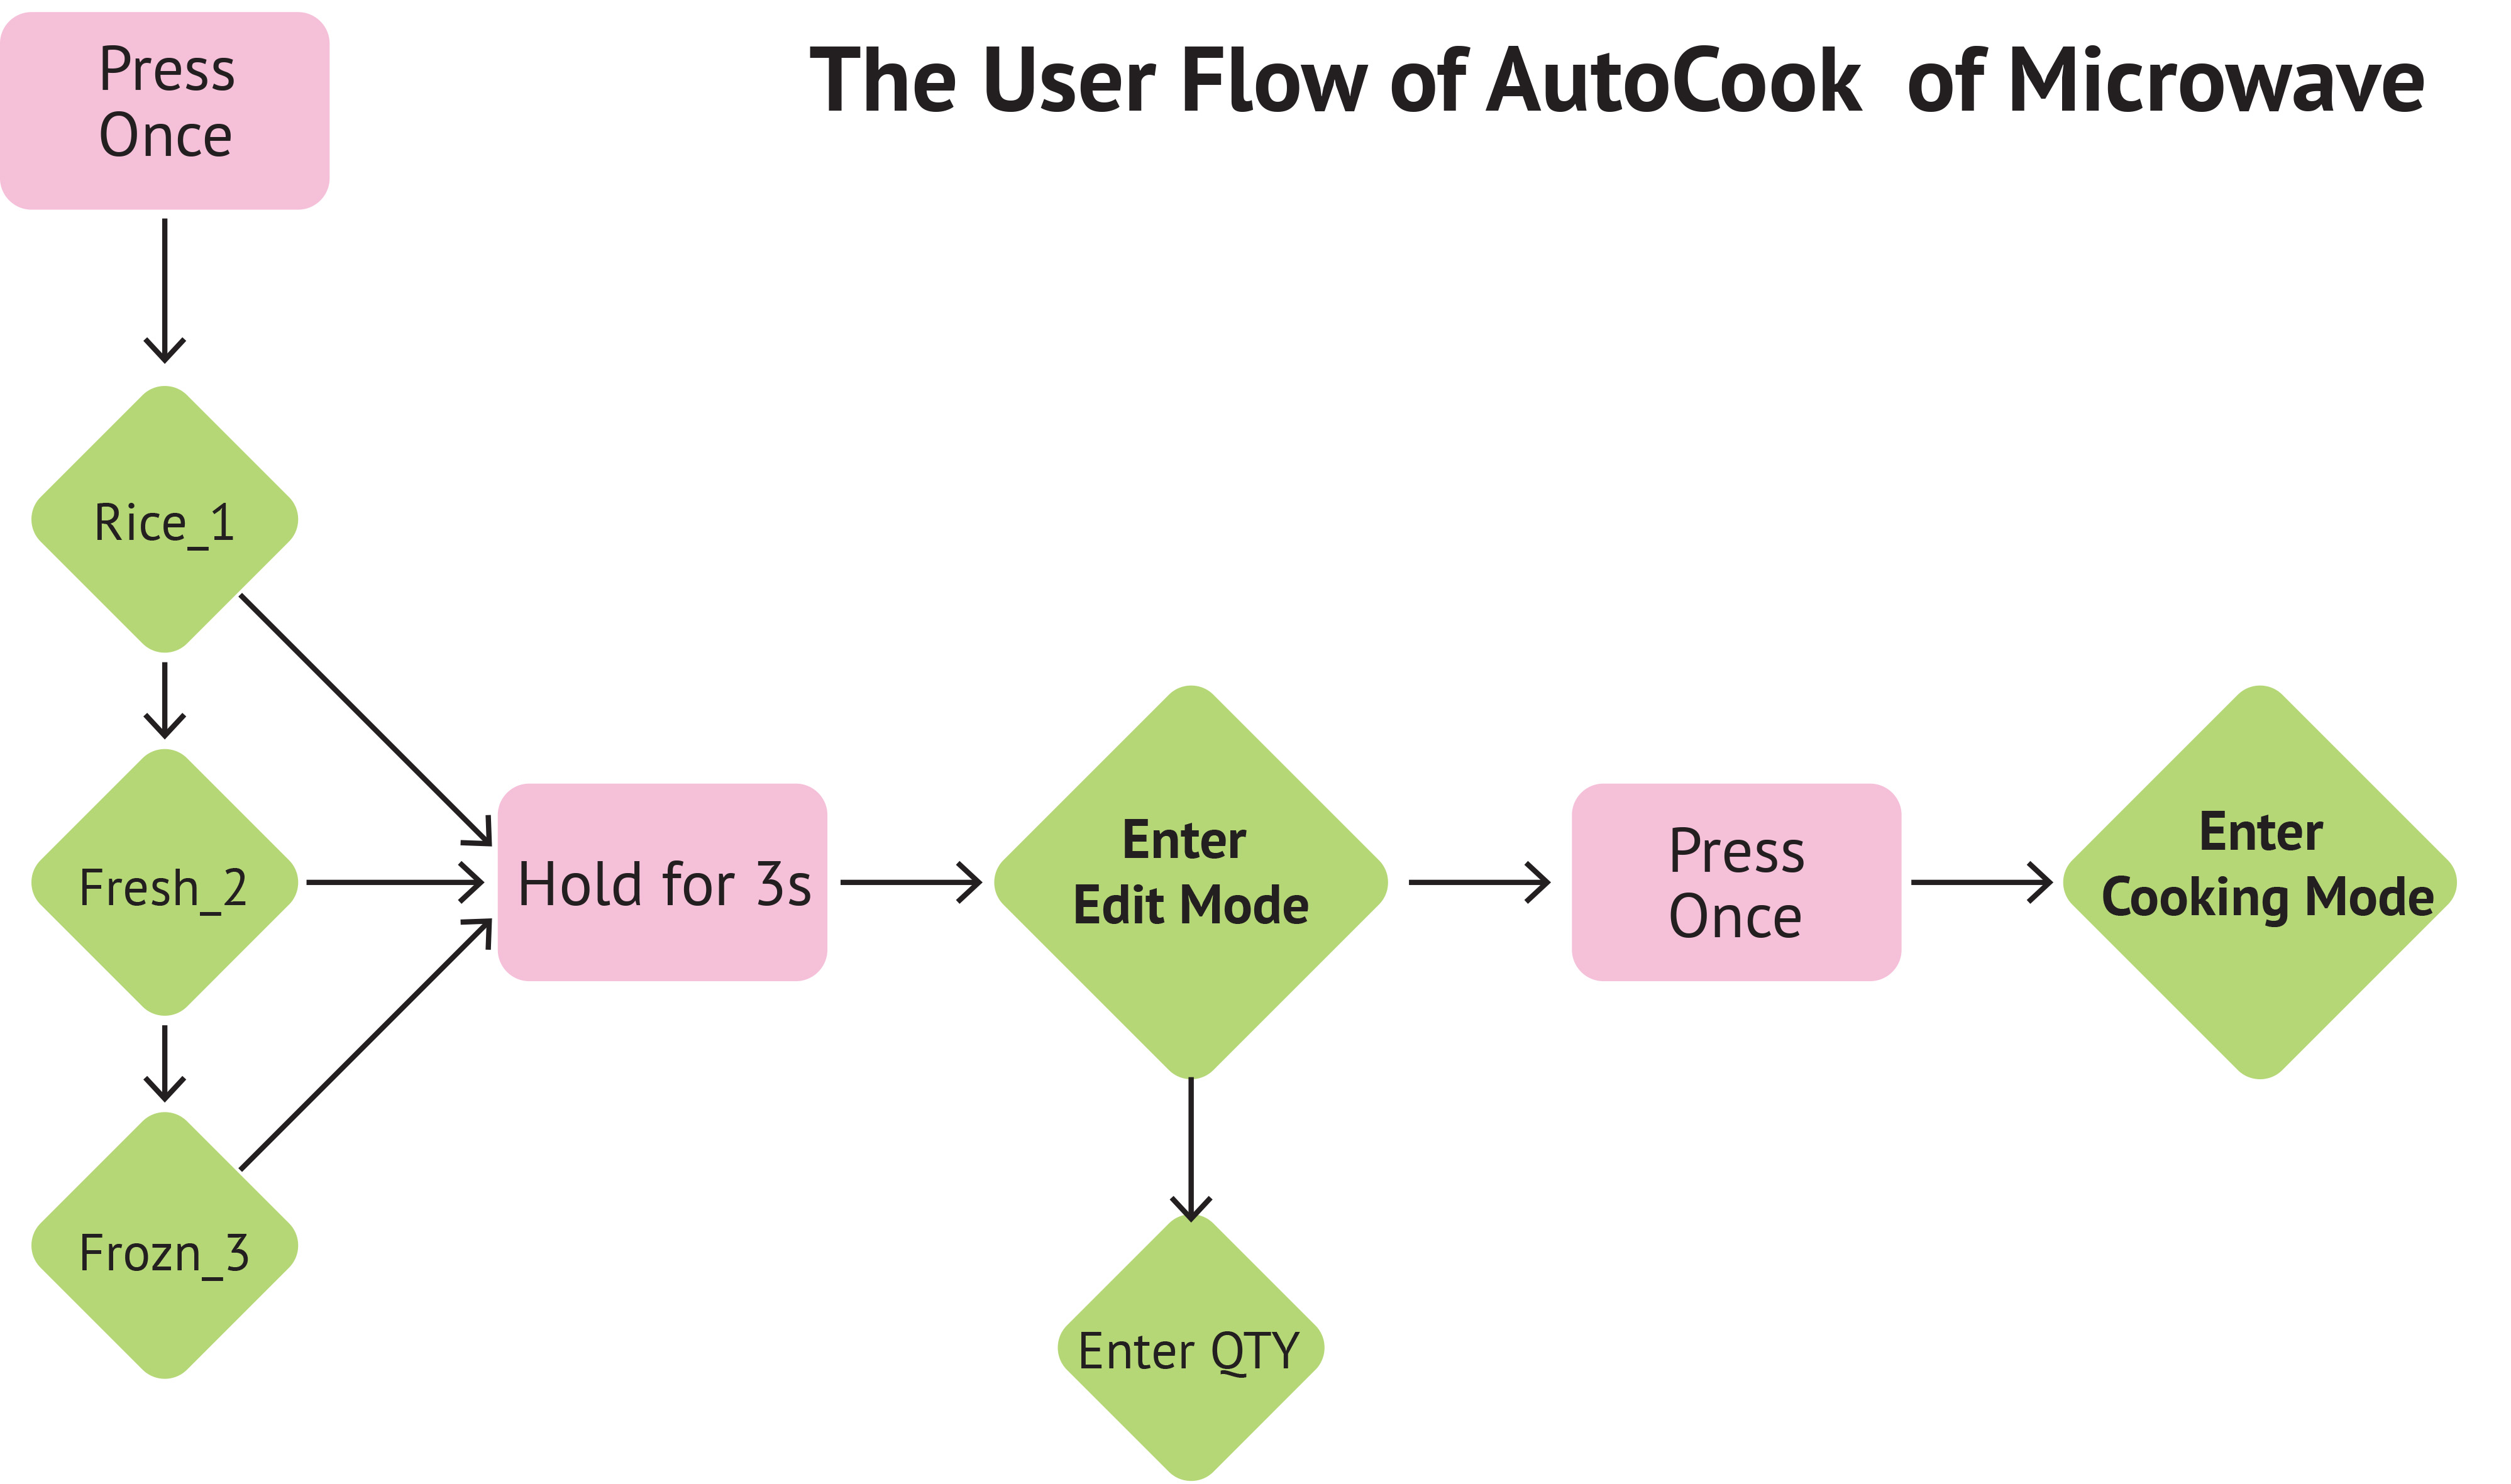 Press
Once
The User Flow of AutoCook of Microwave
Rice_1
Fresh_2
Hold for 3s
Enter
Edit Mode
Press
Once
Enter
Cooking Mode
Frozn_3
Enter QTY